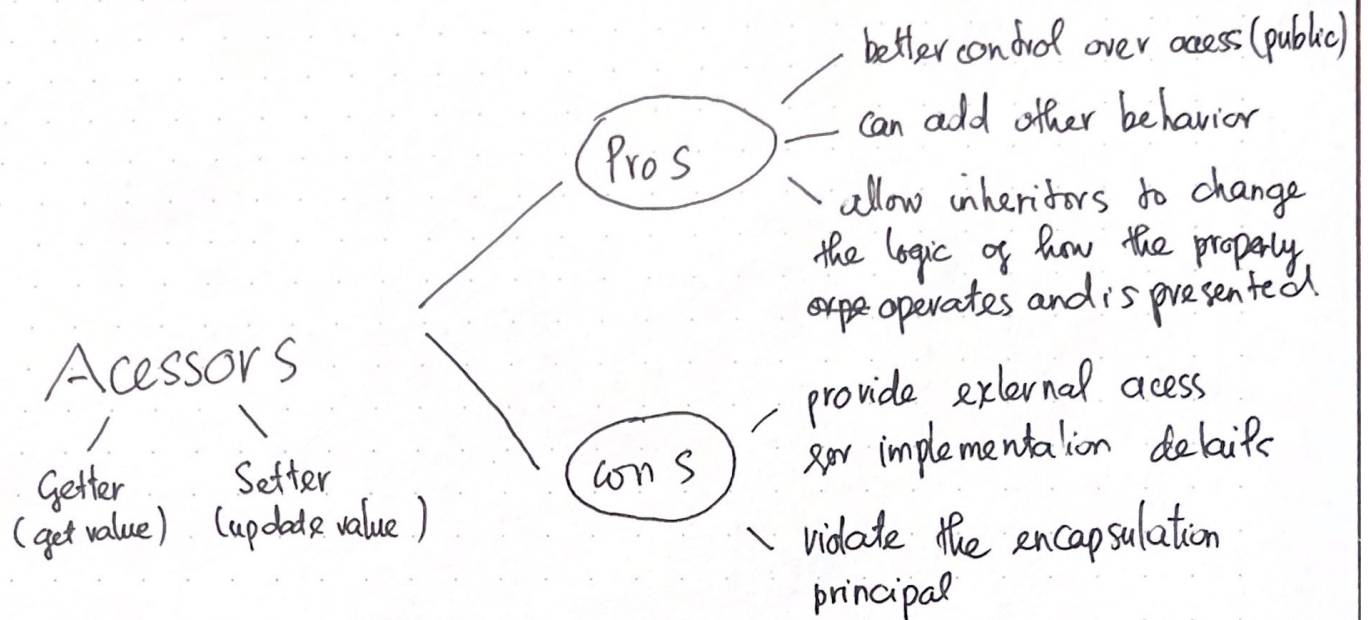 better control over acess (public)
can add other behavior
Pros
allow inheritors to change
the logic of how the property
operates and is presented
Acessors
provide external acess
for implementation details
Getter
(get value)
Setter
(update value)
cons
violate the encapsulation
principal